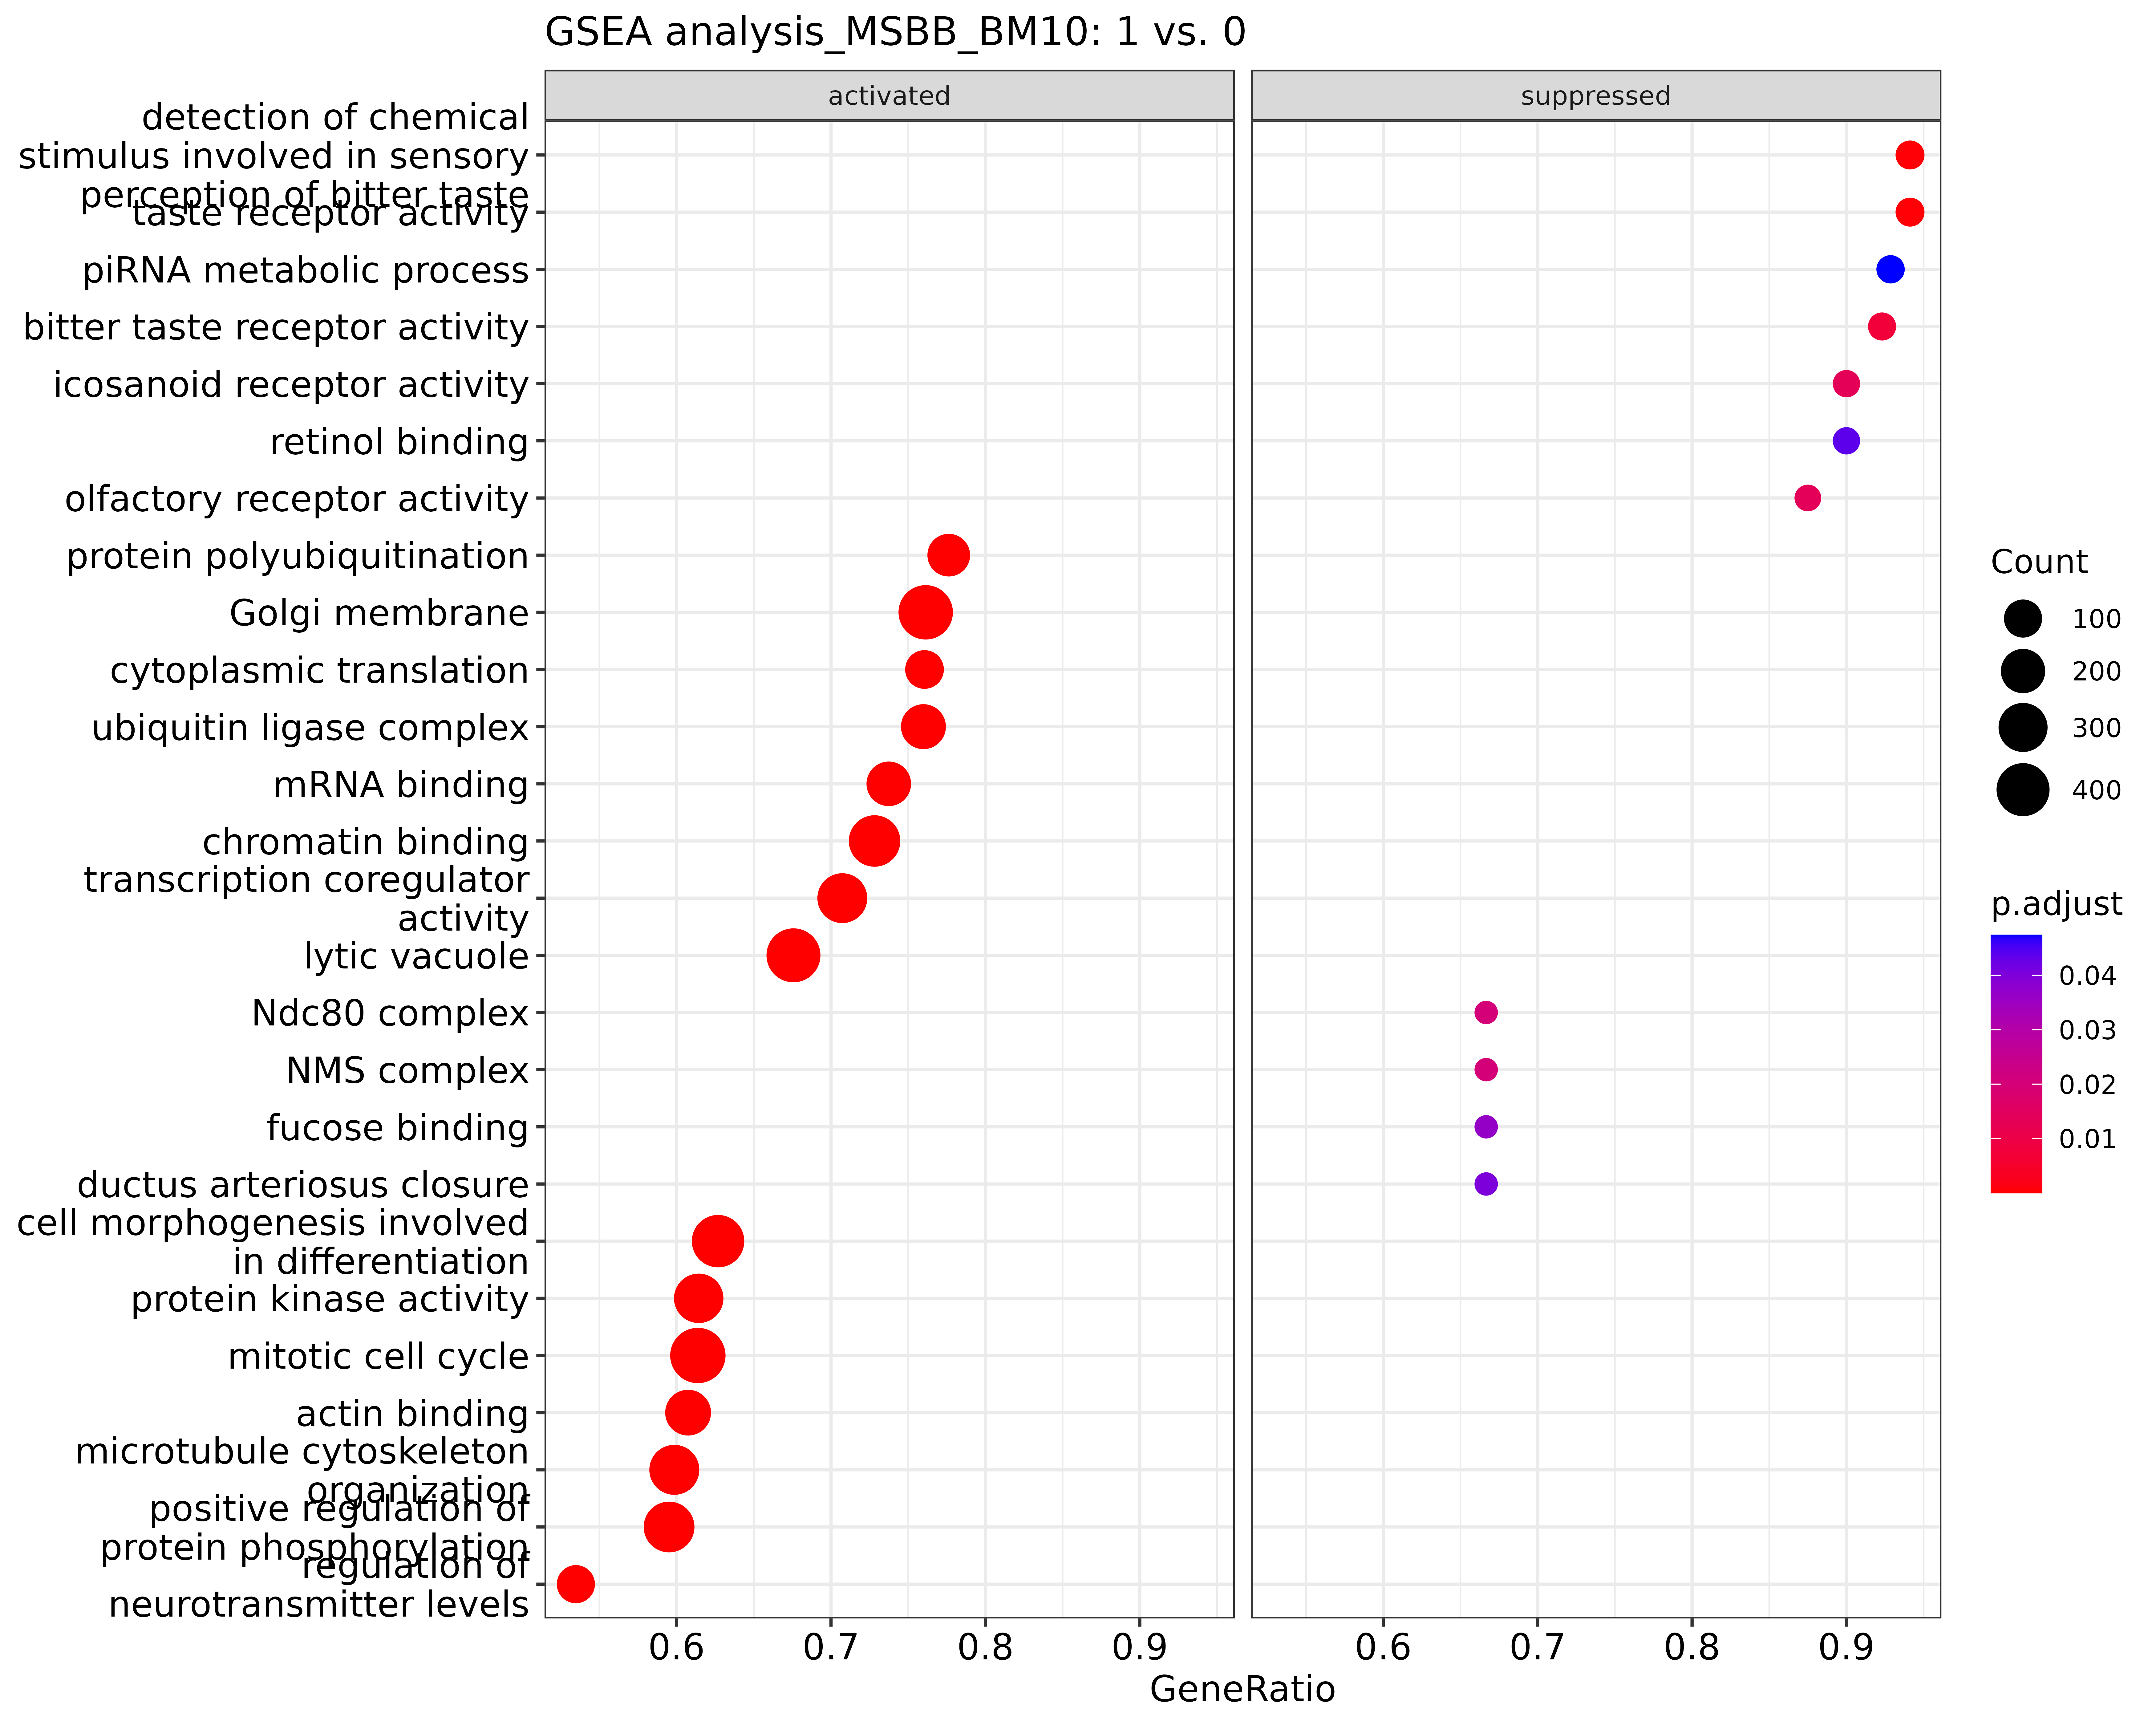 GSEA analysis_MSBB_BM10: 1 vs. 0
activated
suppressed
detection of chemical
stimulus involved in sensory
perception of bitter taste
taste receptor activity
piRNA metabolic process
bitter taste receptor activity
icosanoid receptor activity
retinol binding
olfactory receptor activity
protein polyubiquitination
Golgi membrane
cytoplasmic translation
ubiquitin ligase complex
mRNA binding
chromatin binding
transcription coregulator
activity
lytic vacuole
Ndc80 complex
NMS complex
fucose binding
ductus arteriosus closure
cell morphogenesis involved
in differentiation
protein kinase activity
mitotic cell cycle
actin binding
microtubule cytoskeleton
organization
positive regulation of
protein phosphorylation
regulation of
neurotransmitter levels
0.6 0.7 0.8 0.9
0.6 0.7 0.8 0.9
GeneRatio
Count
100
200
300
400
p.adjust
0.04
0.03
0.02
0.01